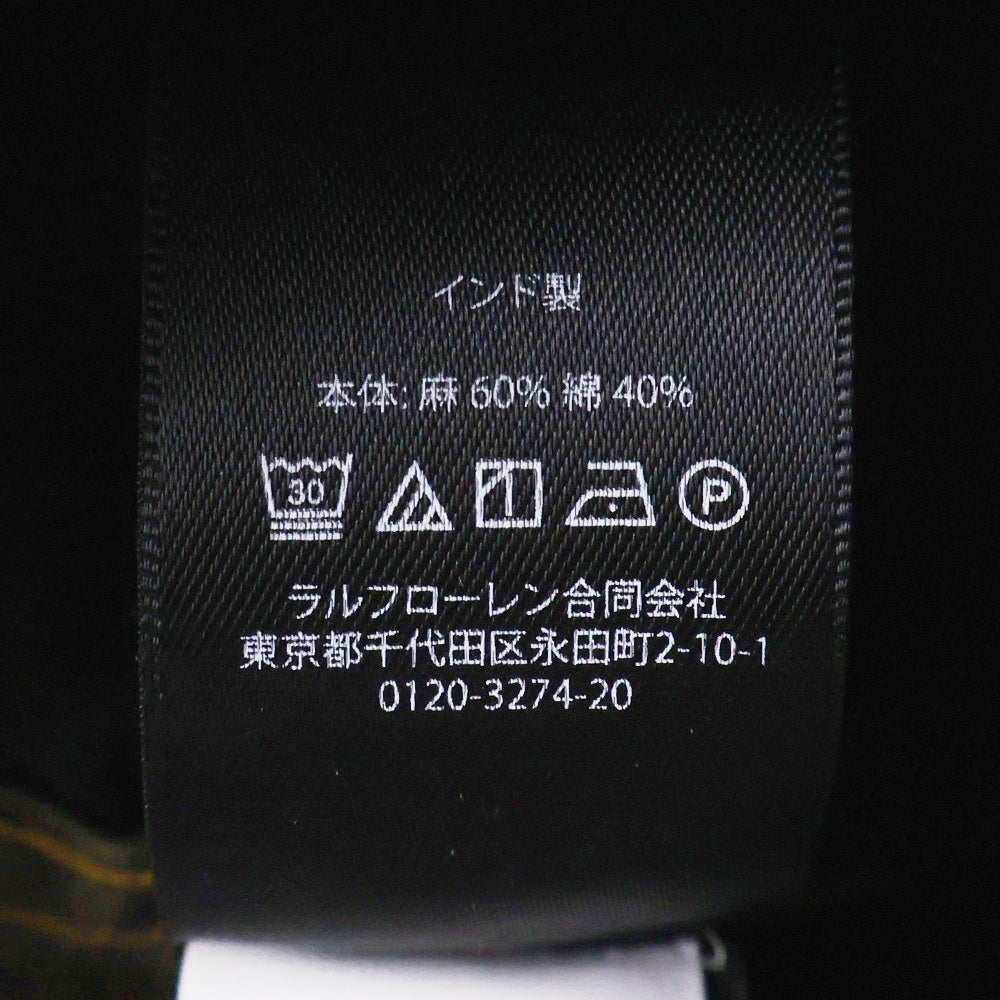 インド製
本体: 麻 60% 綿 40%
30
P
ラルフローレン合同会社
東京都千代田区永田町2-10-1
0120-3274-20